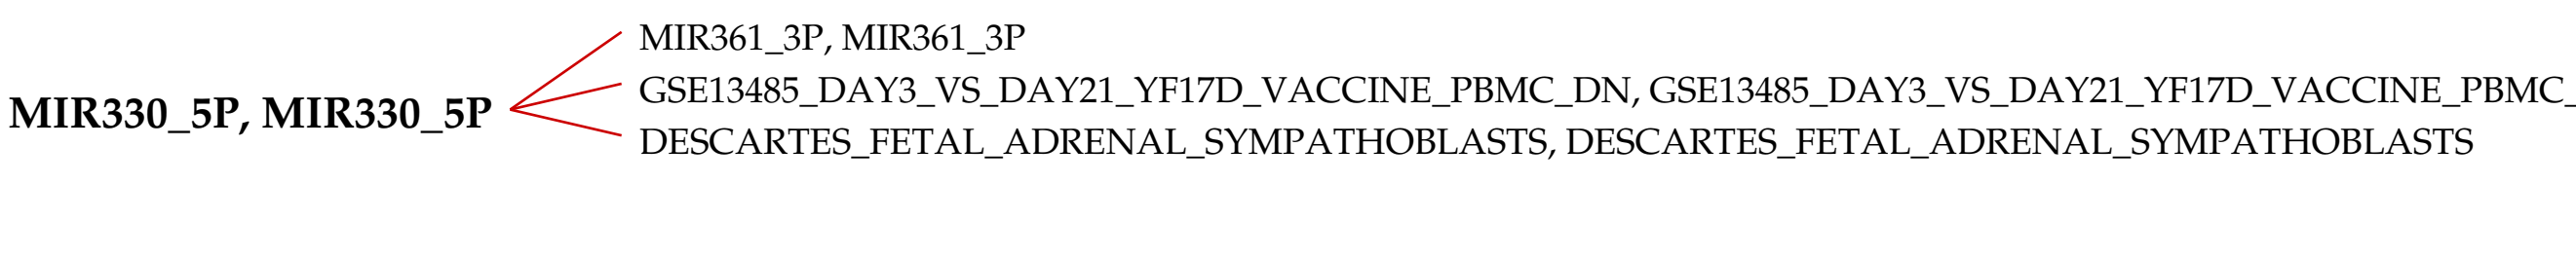 MIR361_3P, MIR361_3P
MIR330_5P, MIR330_5P
GSE13485_DAY3_VS_DAY21_YF17D_VACCINE_PBMC_DN, GSE13485_DAY3_VS_DAY21_YF17D_VACCINE_PBMC_
DESCARTES_FETAL_ADRENAL_SYMPATHOBLASTS, DESCARTES_FETAL_ADRENAL_SYMPATHOBLASTS